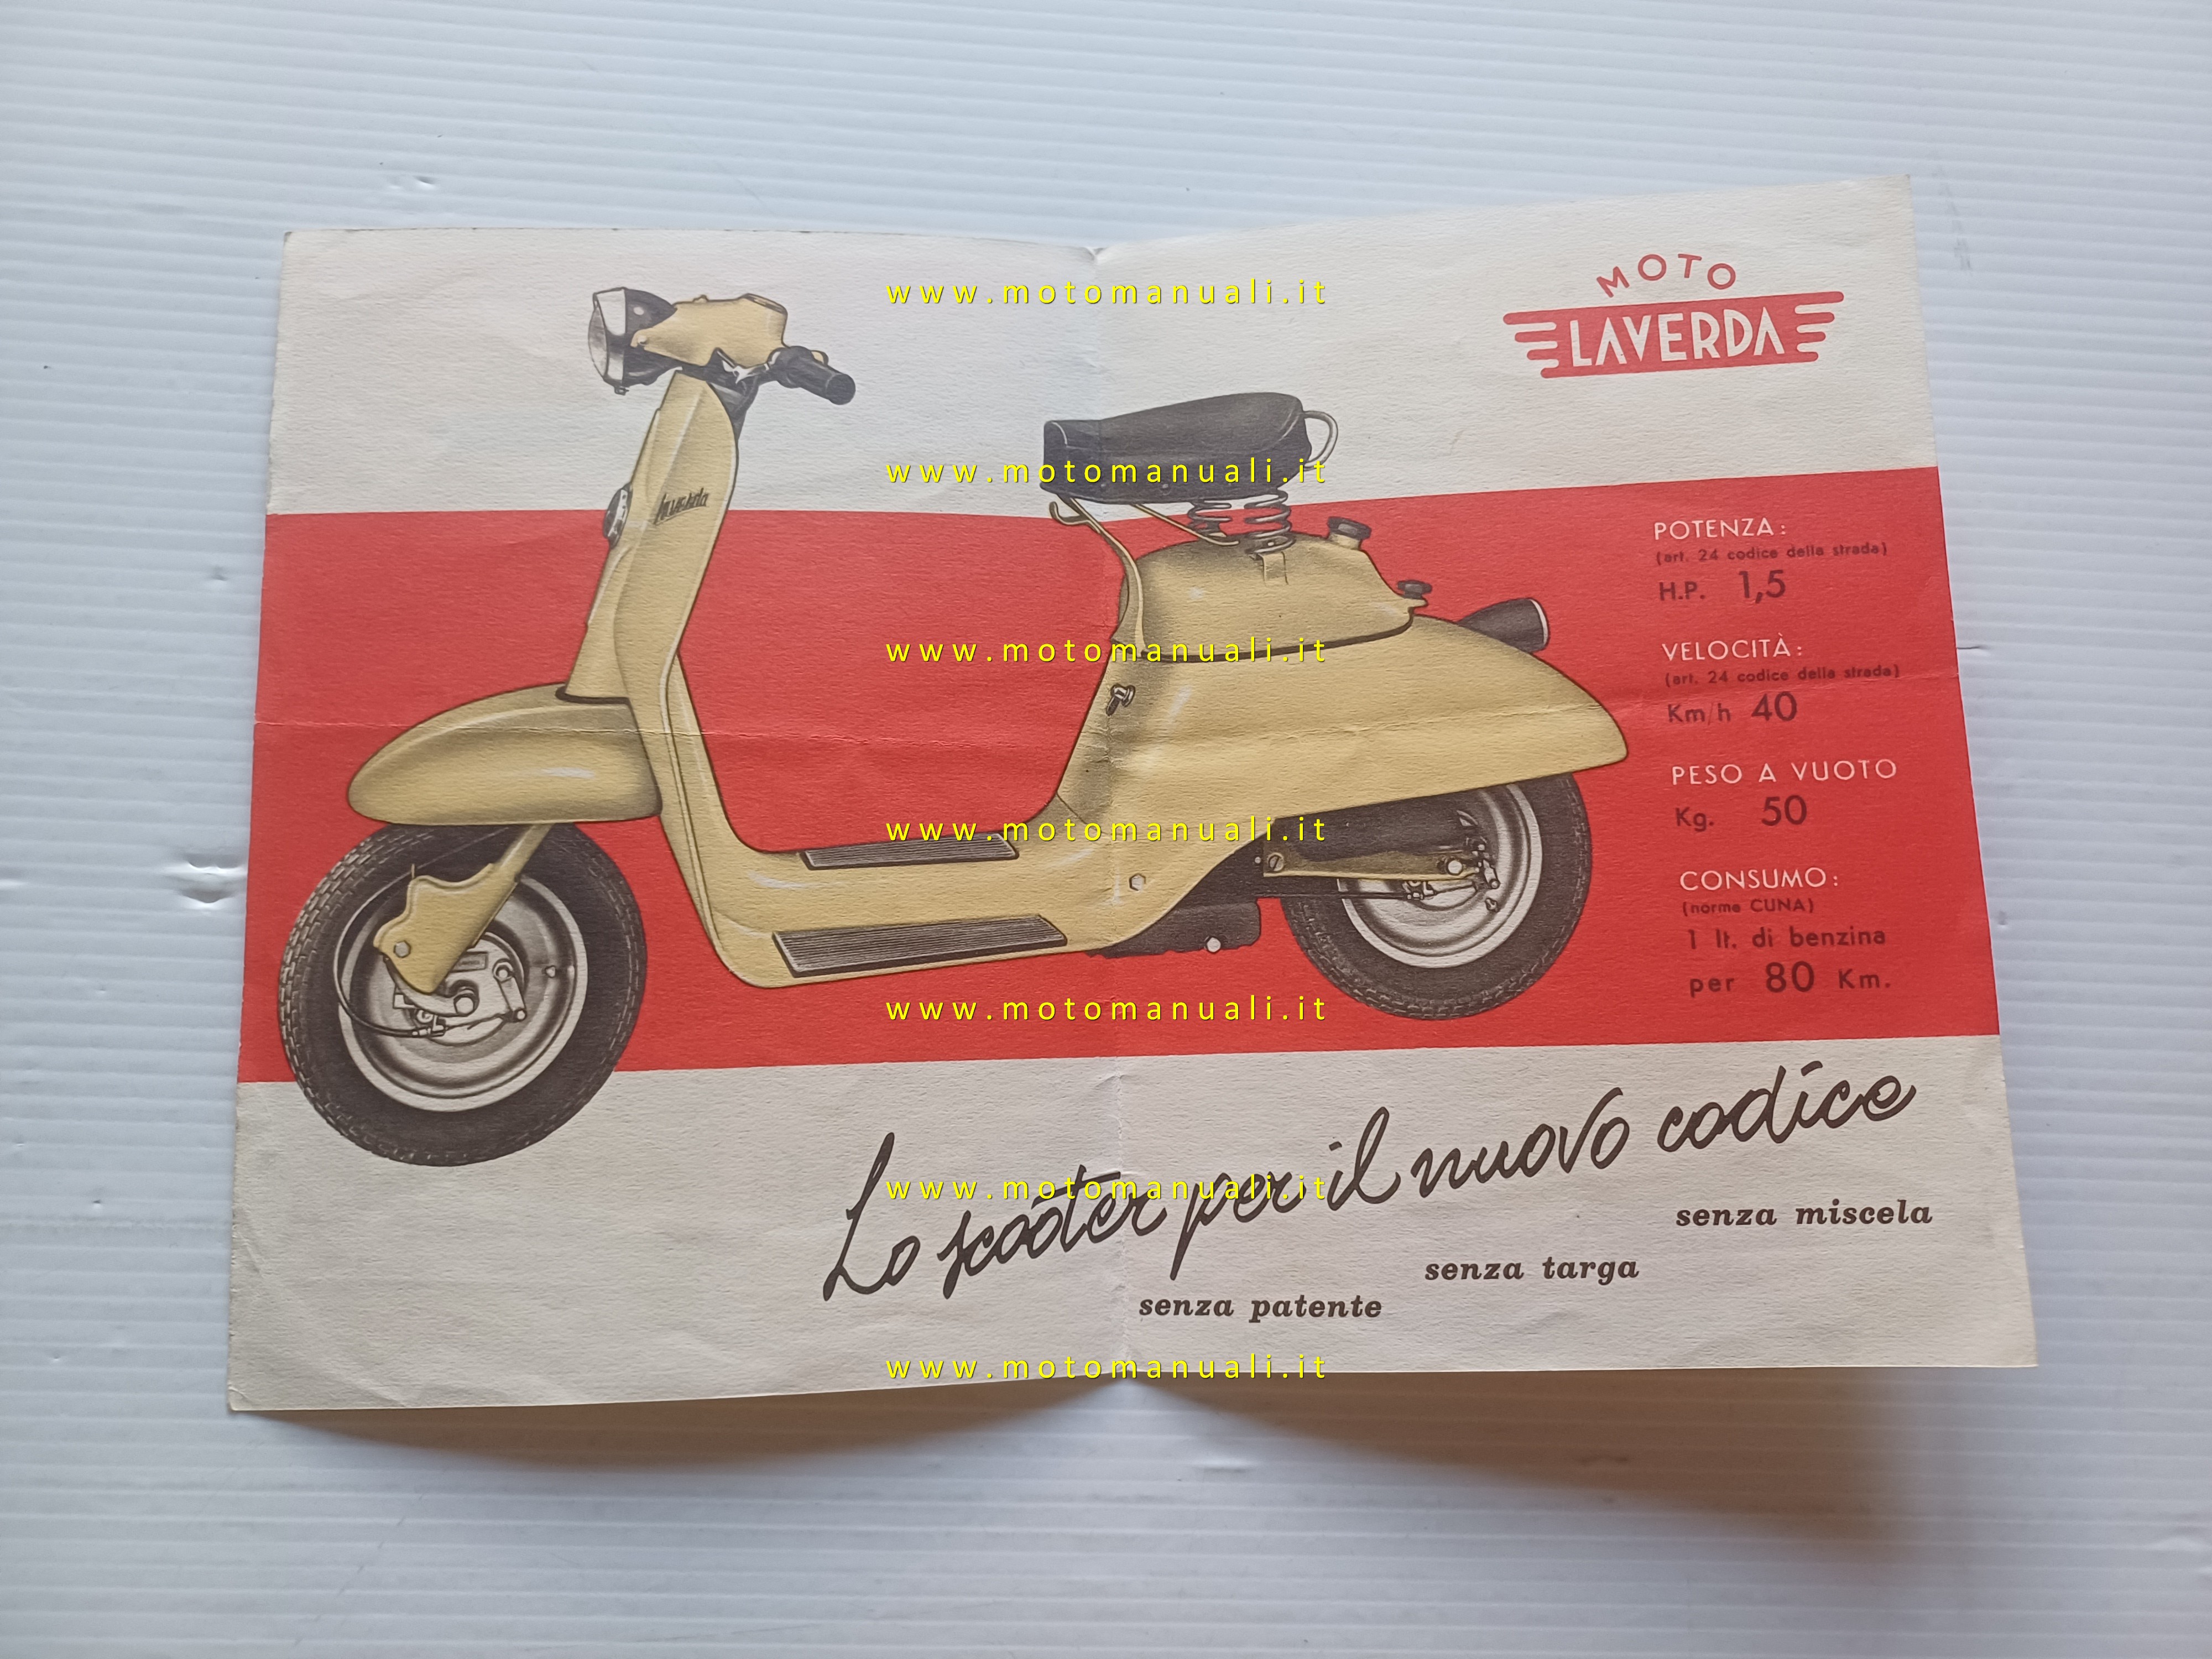 www.motomanuali.it
MOTO
LAVERDA
www.motomanuali.it
Laverda
POTENZA:
(art. 24 codice della strada)
H.P. 1,5
www.motomanuali.it
VELOCITÀ:
(art. 24 codice della strada)
Km/h 40
PESO A VUOTO
Kg. 50
www.motomanuali.it
CONSUMO:
(norme CUNA)
1 lt. di benzina
per 80 Km.
www.motomanuali.it
Lo scooter per il nuovo codice
www.motomanuali.it
senza miscela
senza targa
senza patente
www.motomanuali.it